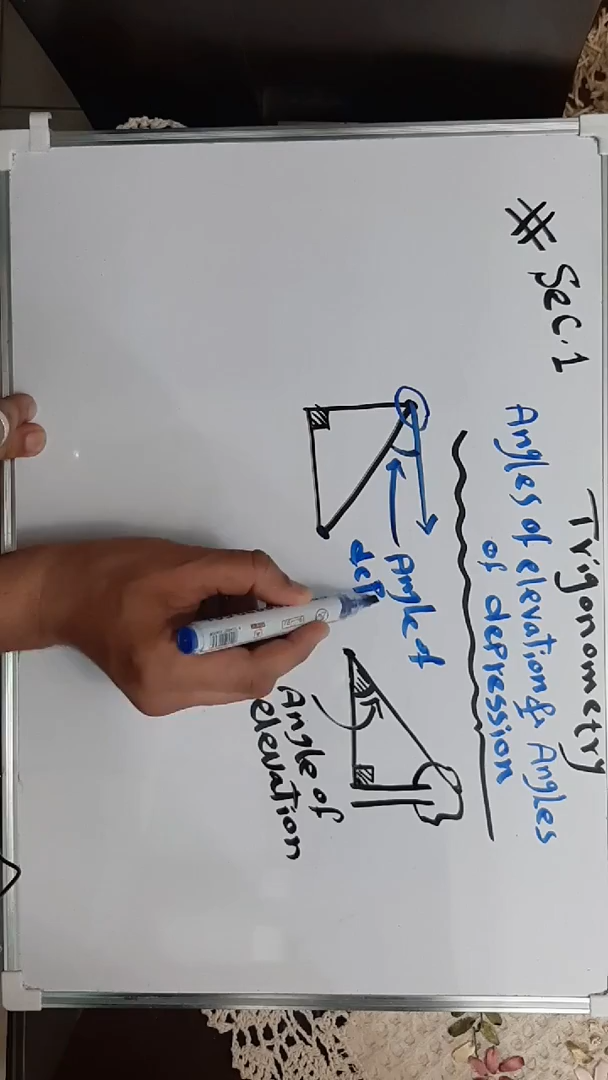 Trigonometry
# Sec.1
Angles of elevation & Angles
of depression
Angle of
dep
Angle of
elevation